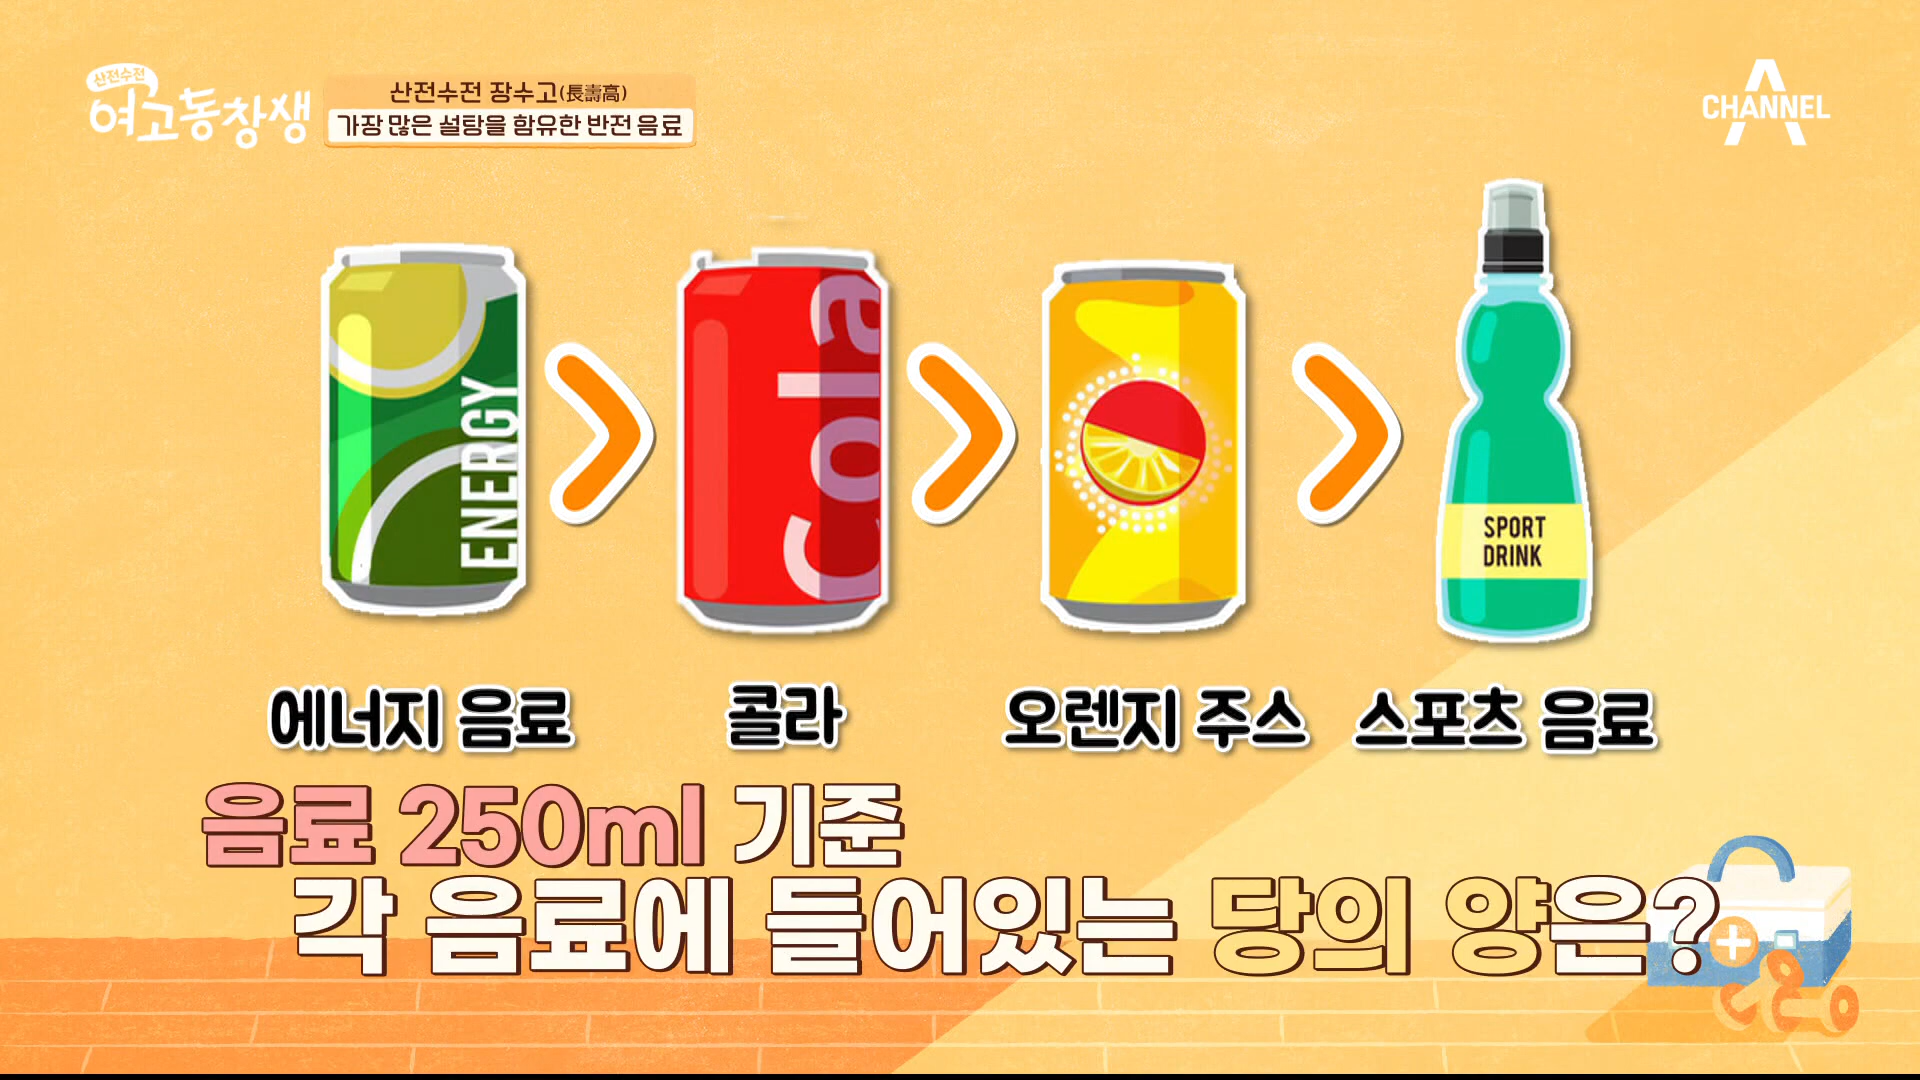 산전수전
여고동창생
산전수전 장수고(長壽高)
가장 많은 설탕을 함유한 반전 음료
CHANNEL A
ENERGY
cola
SPORT
DRINK
에너지 음료
콜라
오렌지 주스
스포츠 음료
음료 250ml 기준
각 음료에 들어있는 당의 양은?